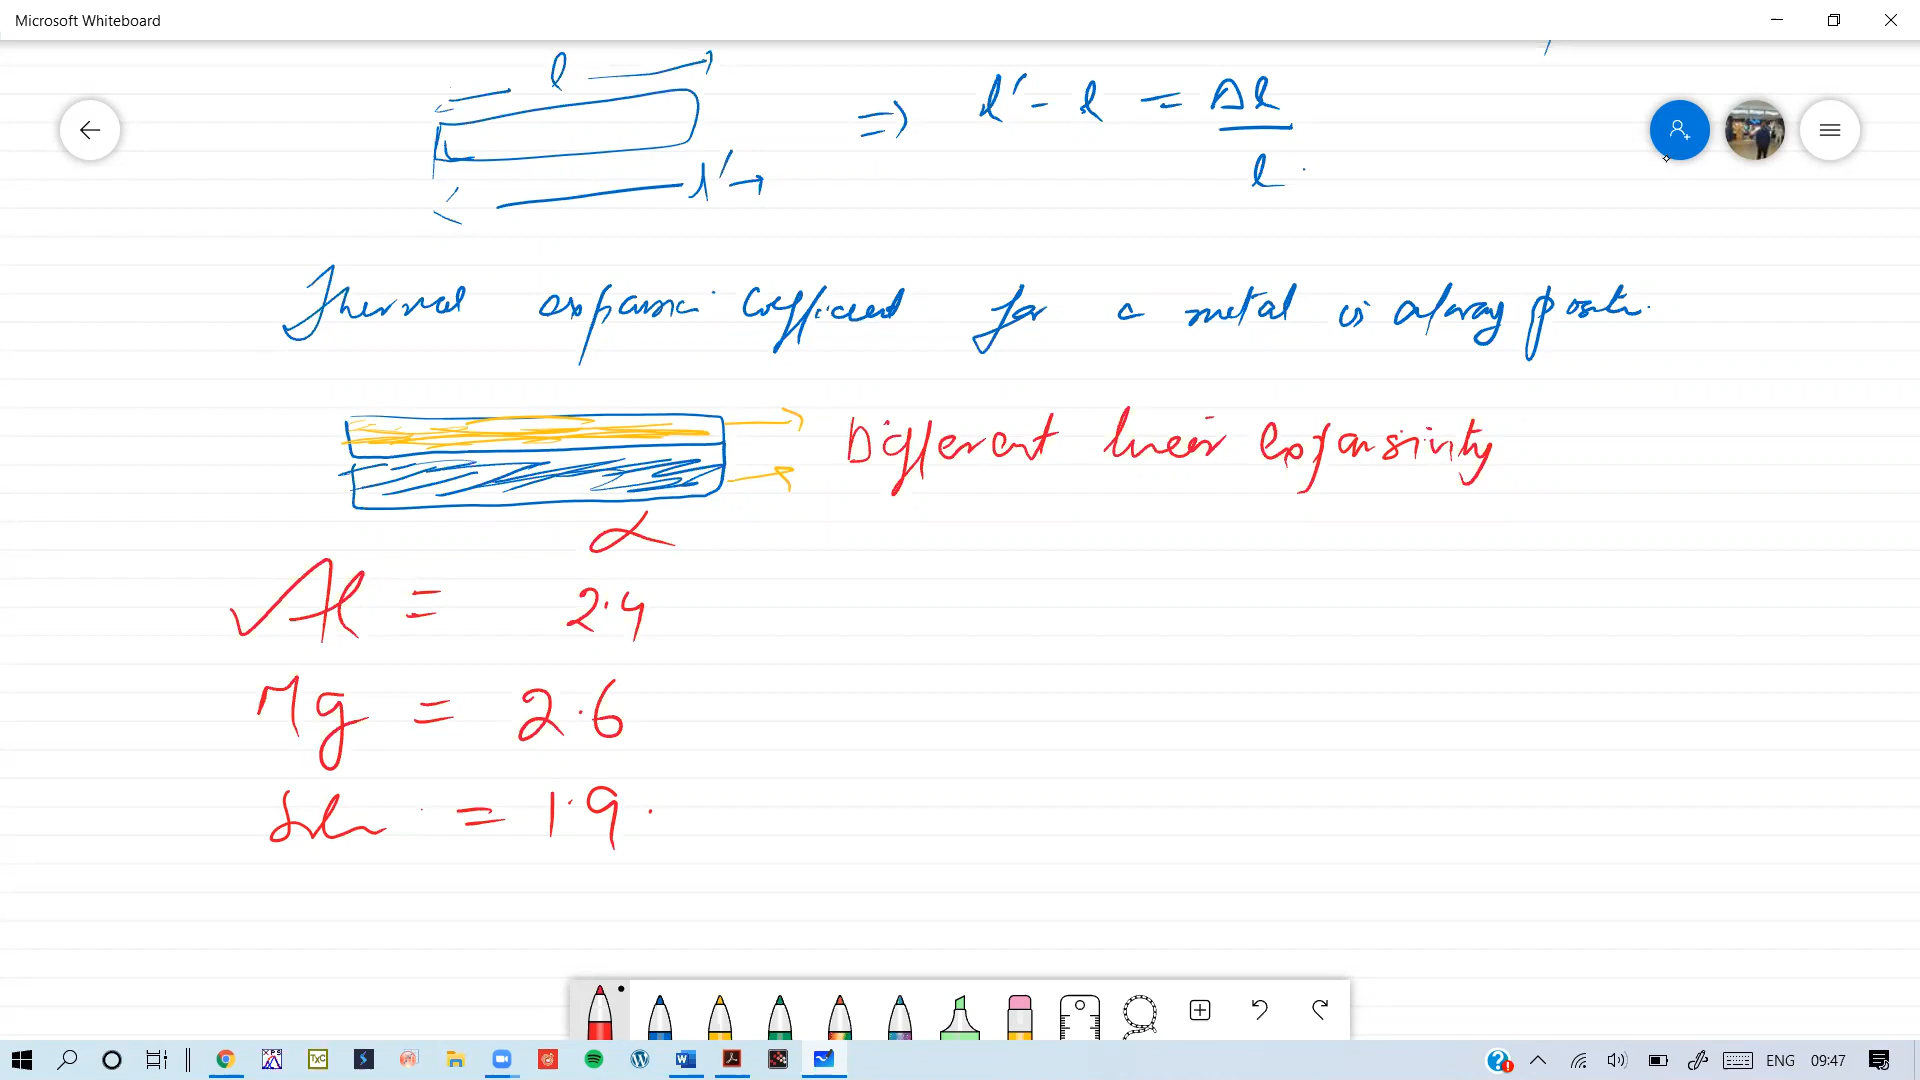 Microsoft Whiteboard
l
⇒ l' - l = Δl
l
l' →
Thermal expansion coefficient for a metal is always
Different linear expansivity
α
Al = 2.4
Mg = 2.6
= 1.9
ENG 09:47